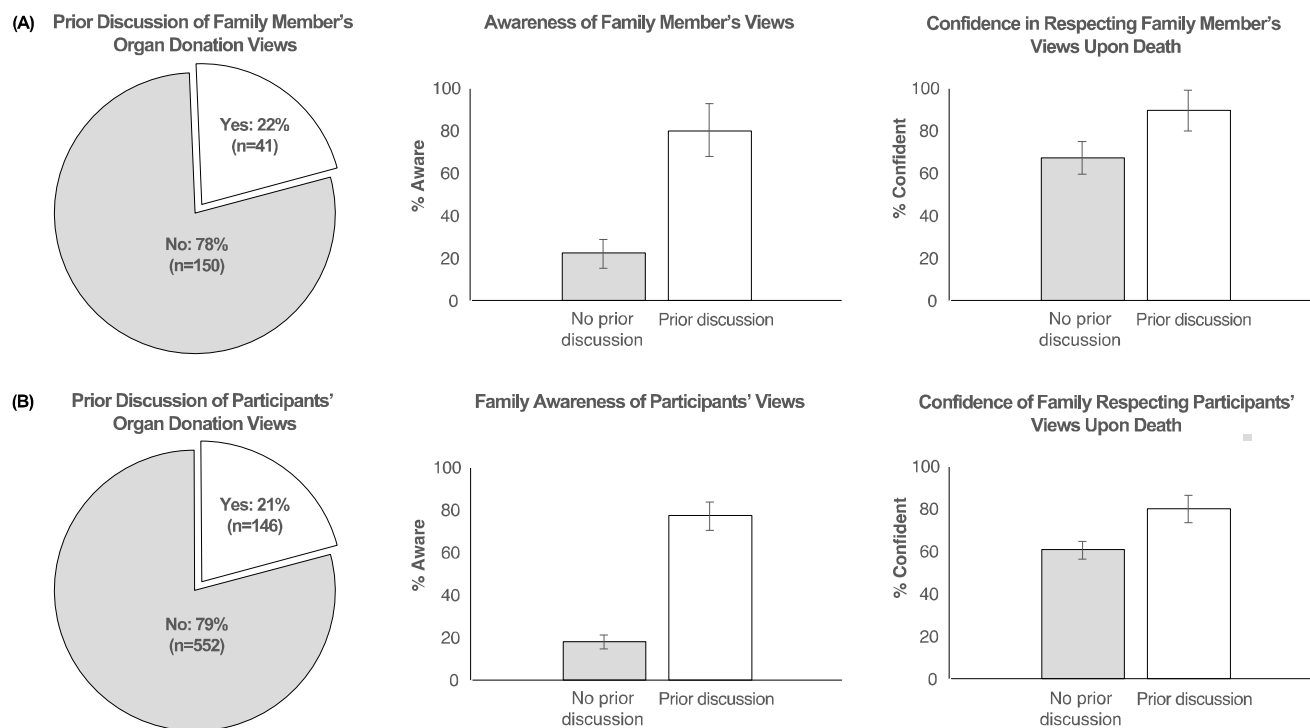 (A)
Prior Discussion of Family Member’s
Organ Donation Views
Yes: 22%
(n=41)
No: 78%
(n=150)
Awareness of Family Member’s Views
% Aware
100
80
60
40
20
0
No prior
discussion
Prior discussion
Confidence in Respecting Family Member’s
Views Upon Death
% Confident
100
80
60
40
20
0
No prior
discussion
Prior discussion
(B)
Prior Discussion of Participants’
Organ Donation Views
Yes: 21%
(n=146)
No: 79%
(n=552)
Family Awareness of Participants’ Views
% Aware
100
80
60
40
20
0
No prior
discussion
Prior discussion
Confidence of Family Respecting Participants’
Views Upon Death
% Confident
100
80
60
40
20
0
No prior
discussion
Prior discussion